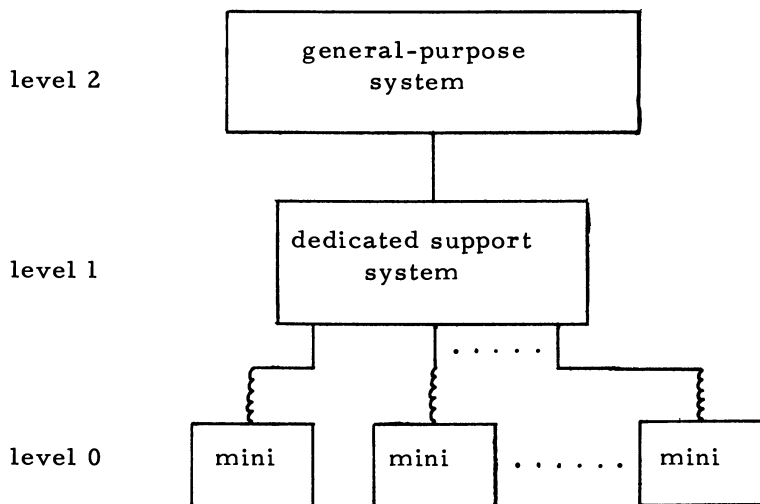 level 2
general-purpose
system
level 1
dedicated support
system
. . . . .
level 0
mini
mini
. . . . . .
mini